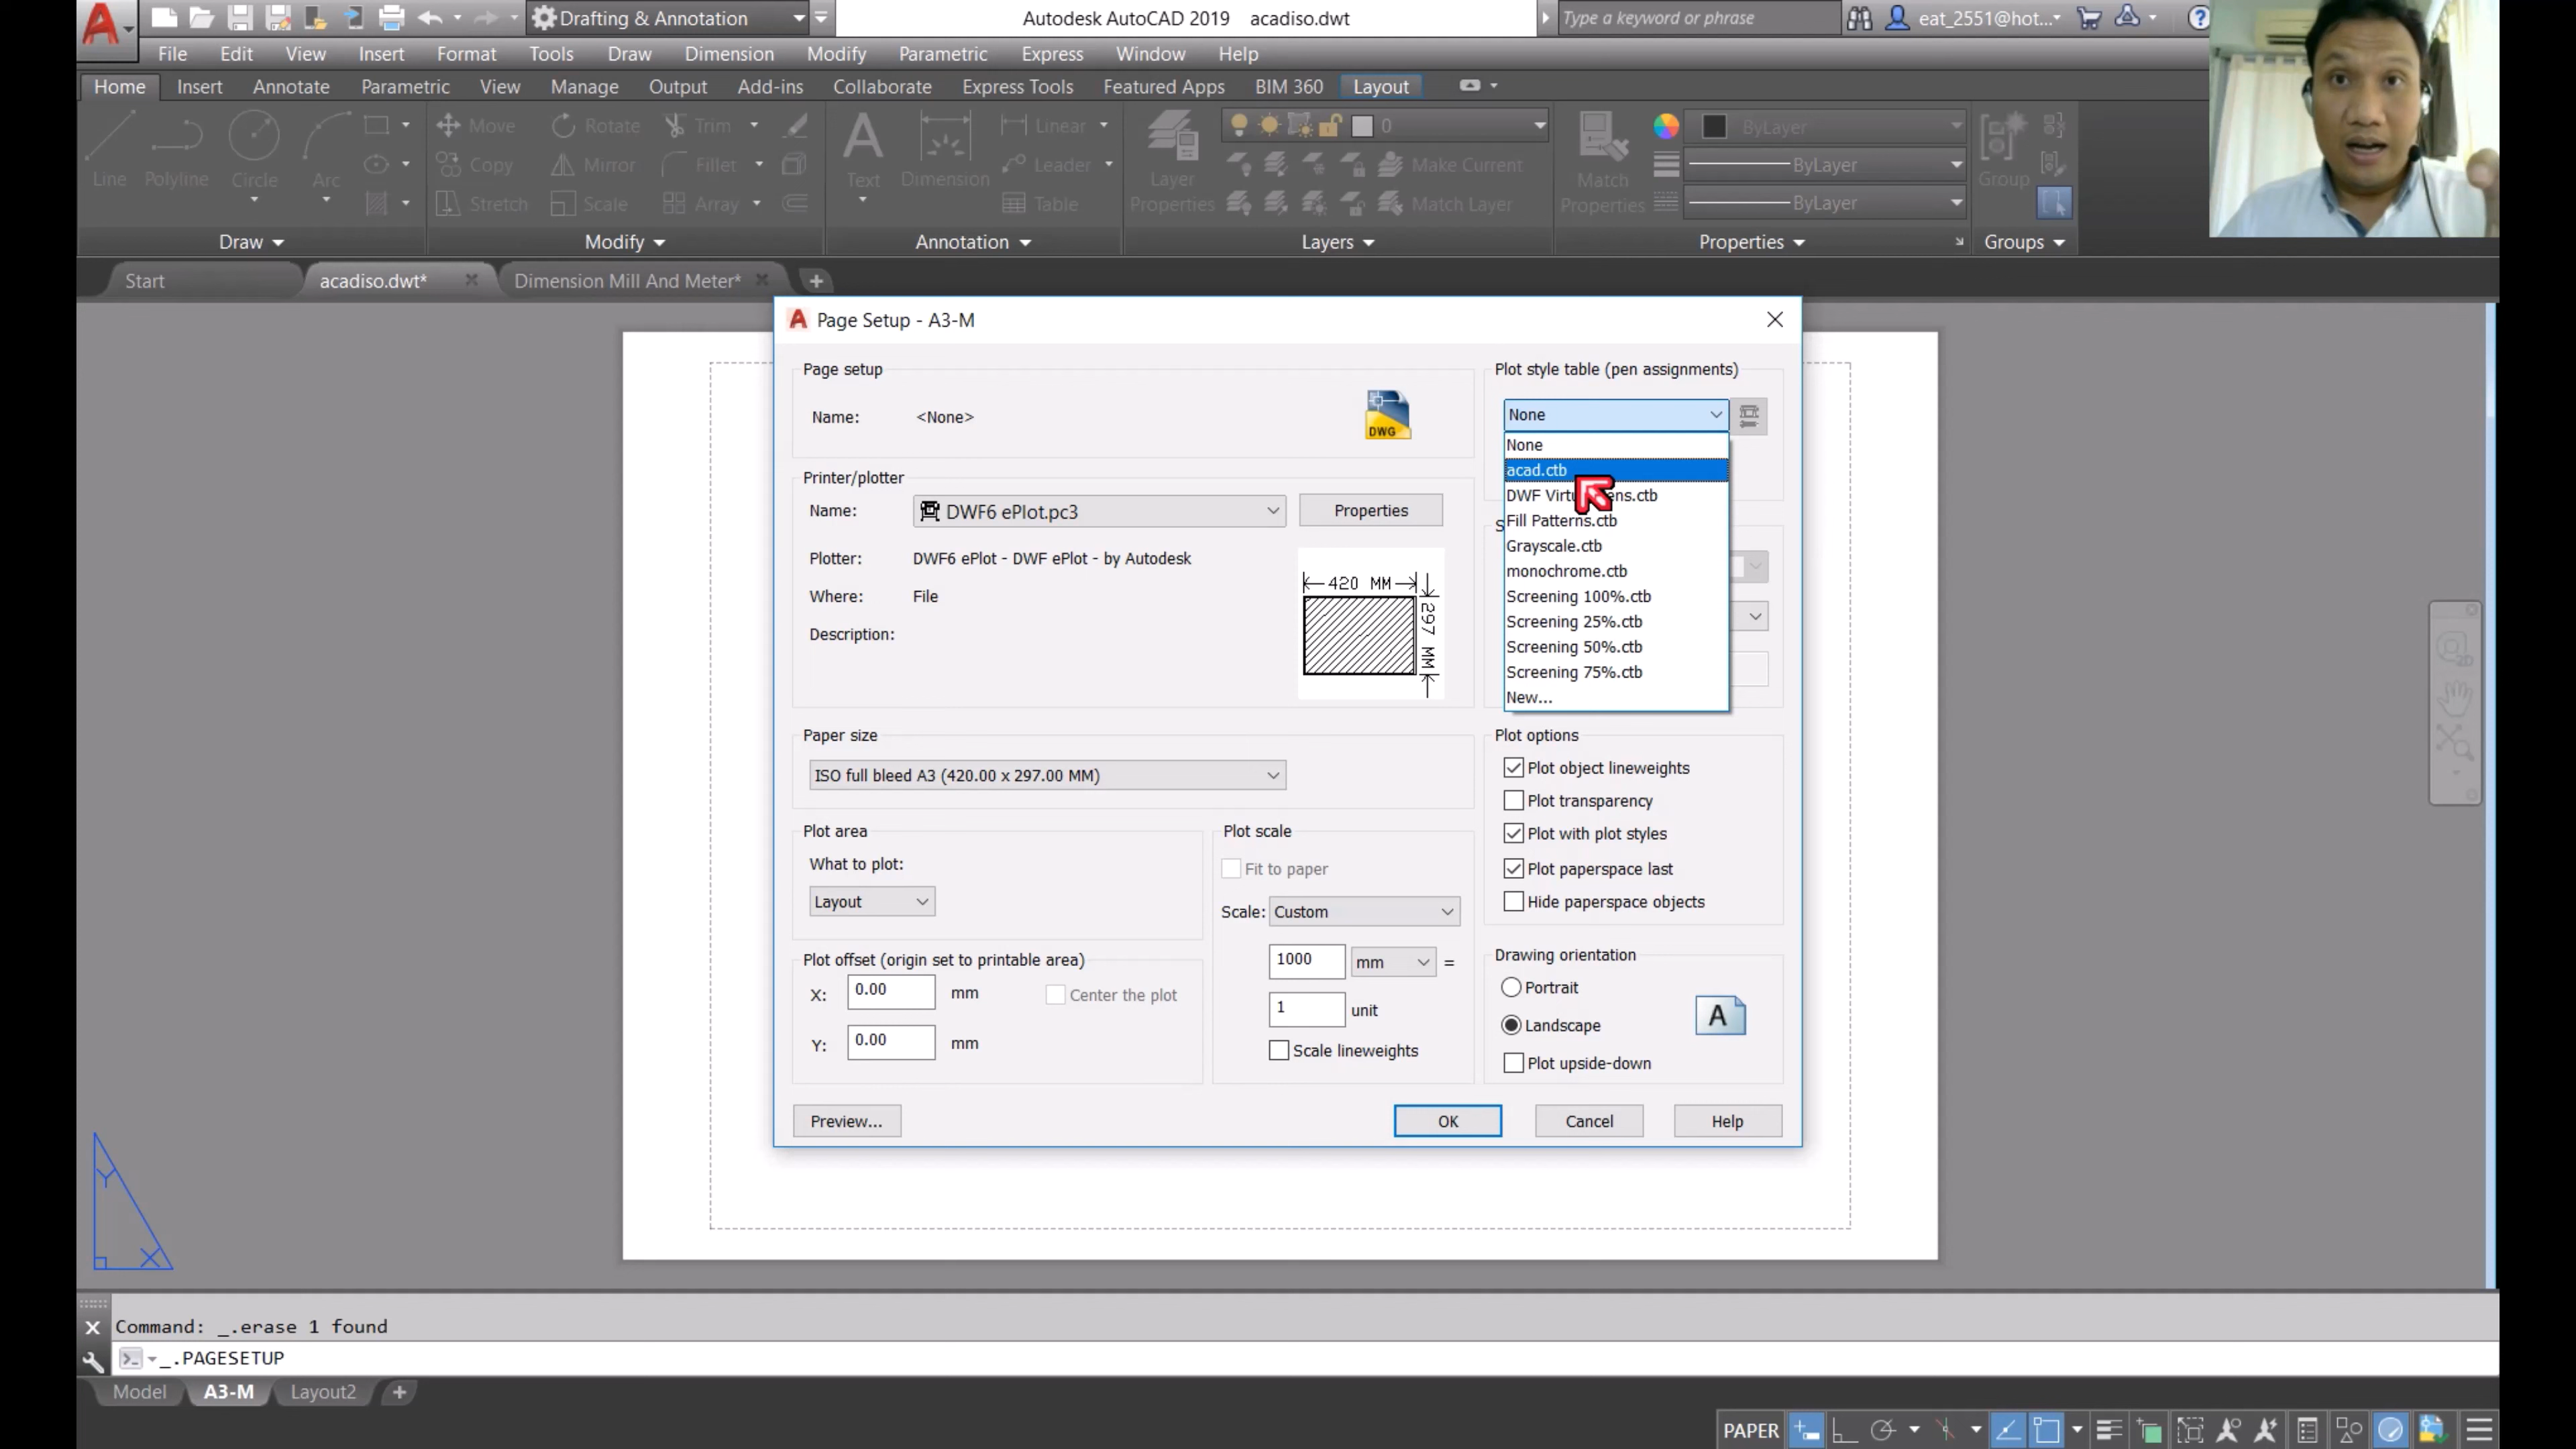 Drafting & Annotation
Autodesk AutoCAD 2019 acadiso.dwt
Type a keyword or phrase
eat_2551@hot...
File Edit View Insert Format Tools Draw Dimension Modify Parametric Express Window Help
Home Insert Annotate Parametric View Manage Output Add-ins Collaborate Express Tools Featured Apps BIM 360 Layout
Line Polyline Circle Arc
Move Rotate Trim
Copy Mirror Fillet
Stretch Scale Array
Text Dimension
Linear
Leader
Table
Layer Properties
0
Make Current
Match Layer
Match Properties
ByLayer
ByLayer
ByLayer
Group
Draw Modify Annotation Layers Properties Groups
Start acadiso.dwt* Dimension Mill And Meter*
Page Setup - A3-M
Page setup
Name: <None>
DWG
Plot style table (pen assignments)
None
None
acad.ctb
DWF Virtu ens.ctb
Fill Patterns.ctb
Grayscale.ctb
monochrome.ctb
Screening 100%.ctb
Screening 25%.ctb
Screening 50%.ctb
Screening 75%.ctb
New...
Printer/plotter
Name: DWF6 ePlot.pc3 Properties
Plotter: DWF6 ePlot - DWF ePlot - by Autodesk
Where: File
Description:
420 MM
297 MM
Paper size
ISO full bleed A3 (420.00 x 297.00 MM)
Plot area
What to plot:
Layout
Plot scale
Fit to paper
Scale: Custom
1000 mm =
1 unit
Scale lineweights
Plot offset (origin set to printable area)
X: 0.00 mm Center the plot
Y: 0.00 mm
Plot options
Plot object lineweights
Plot transparency
Plot with plot styles
Plot paperspace last
Hide paperspace objects
Drawing orientation
Portrait
Landscape
Plot upside-down
A
Preview... OK Cancel Help
Y
X
Command: _.erase 1 found
_.PAGESETUP
Model A3-M Layout2
PAPER